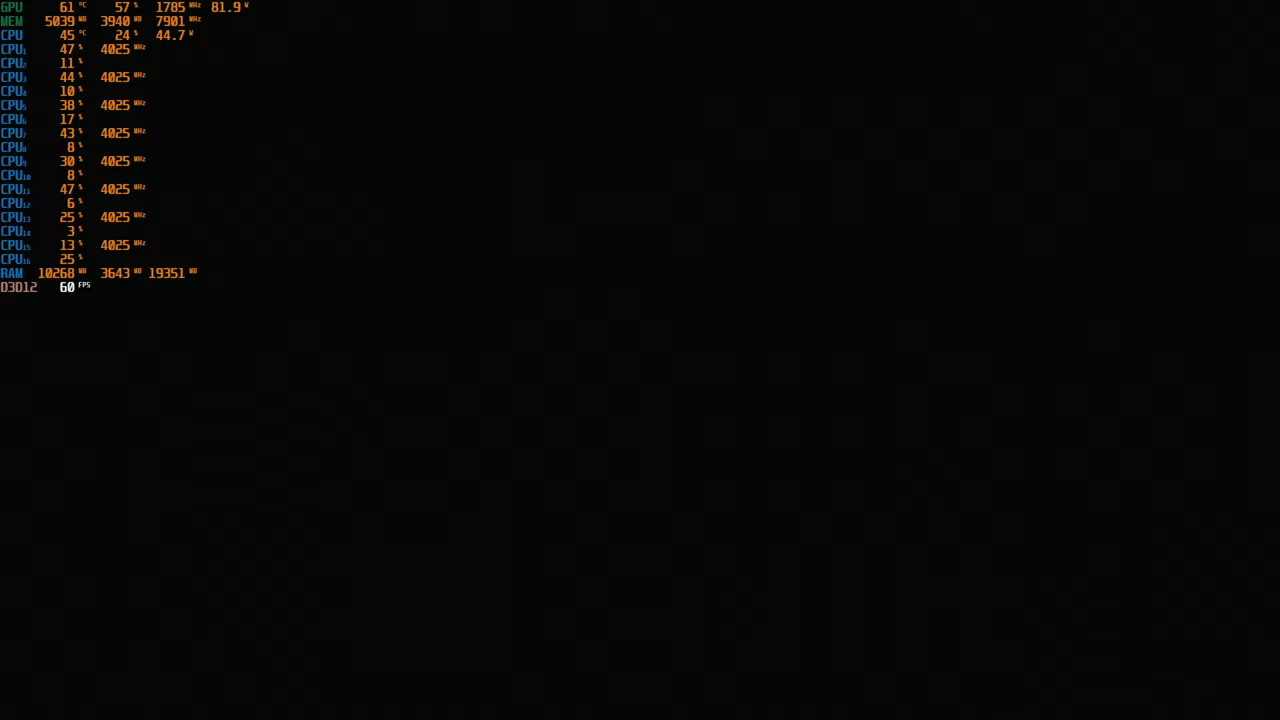 GPU 61 °C 57 % 1785 MHz 81.9 W
MEM 5039 MB 3940 MB 7901 MHz
CPU 45 °C 24 % 44.7 W
CPU1 47 % 4025 MHz
CPU2 11 %
CPU3 44 % 4025 MHz
CPU4 10 %
CPU5 38 % 4025 MHz
CPU6 17 %
CPU7 43 % 4025 MHz
CPU8 8 %
CPU9 30 % 4025 MHz
CPU10 8 %
CPU11 47 % 4025 MHz
CPU12 6 %
CPU13 25 % 4025 MHz
CPU14 3 %
CPU15 13 % 4025 MHz
CPU16 25 %
RAM 10268 MB 3643 MB 19351 MB
D3D12 60 FPS